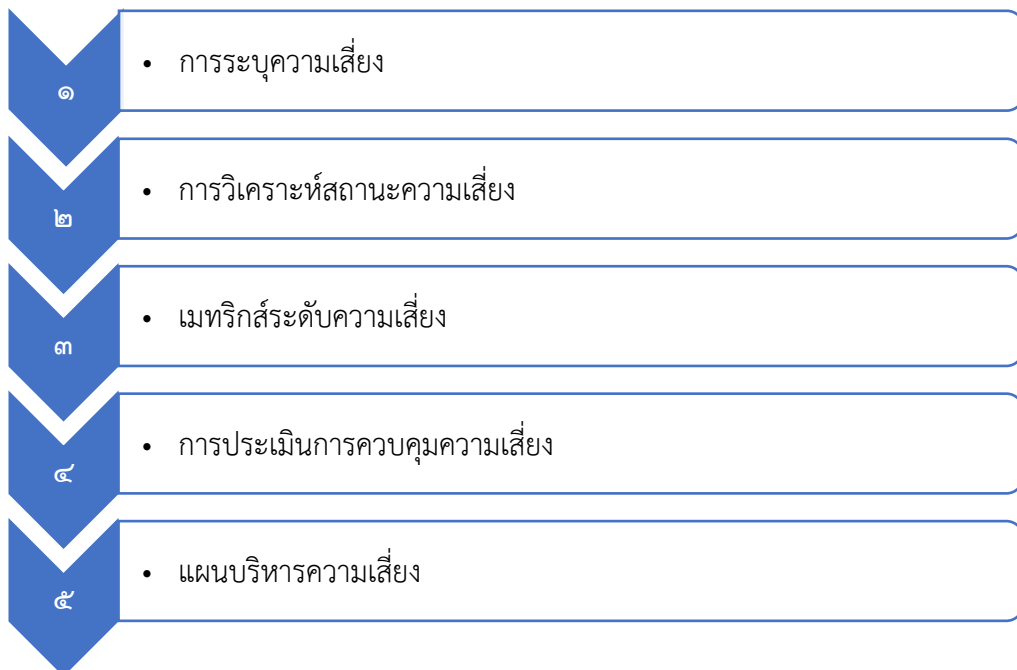 ๑
• การระบุความเสี่ยง
๒
• การวิเคราะห์สถานะความเสี่ยง
๓
• เมทริกส์ระดับความเสี่ยง
๔
• การประเมินการควบคุมความเสี่ยง
๕
• แผนบริหารความเสี่ยง